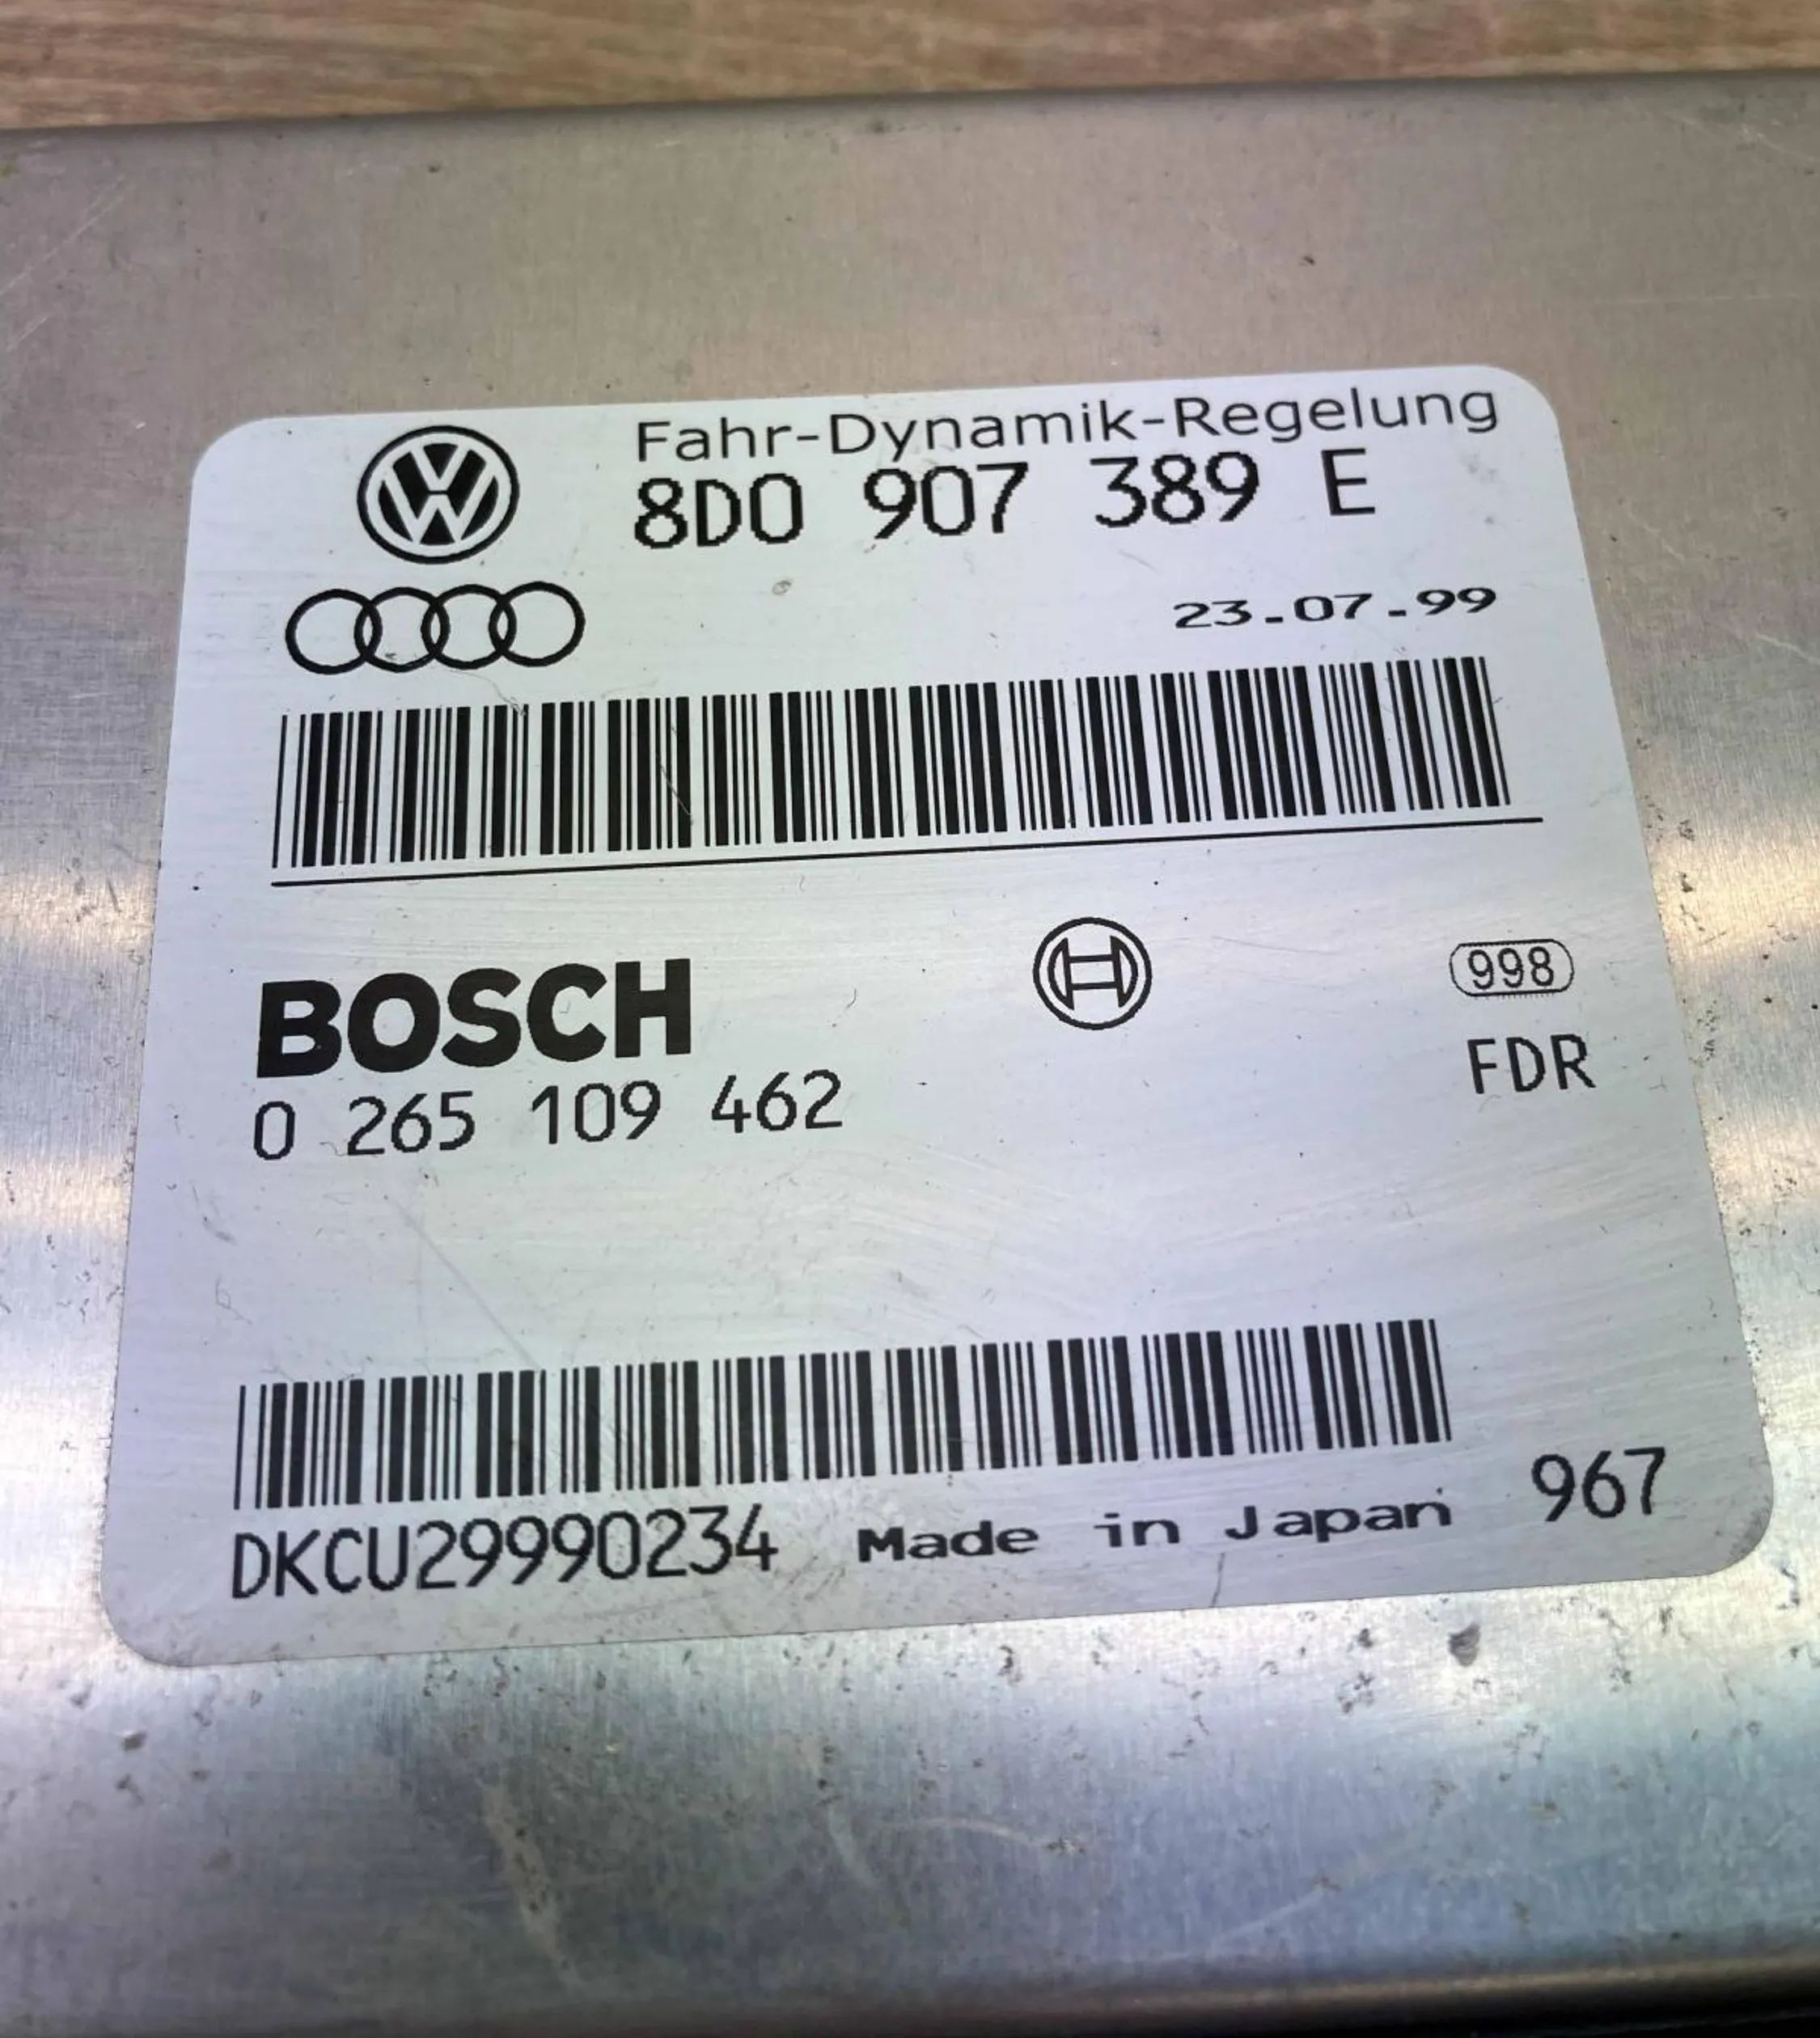 Fahr-Dynamik-Regelung
8D0 907 389 E
23.07.99
BOSCH
998
0 265 109 462
FDR
DKCU29990234 Made in Japan 967